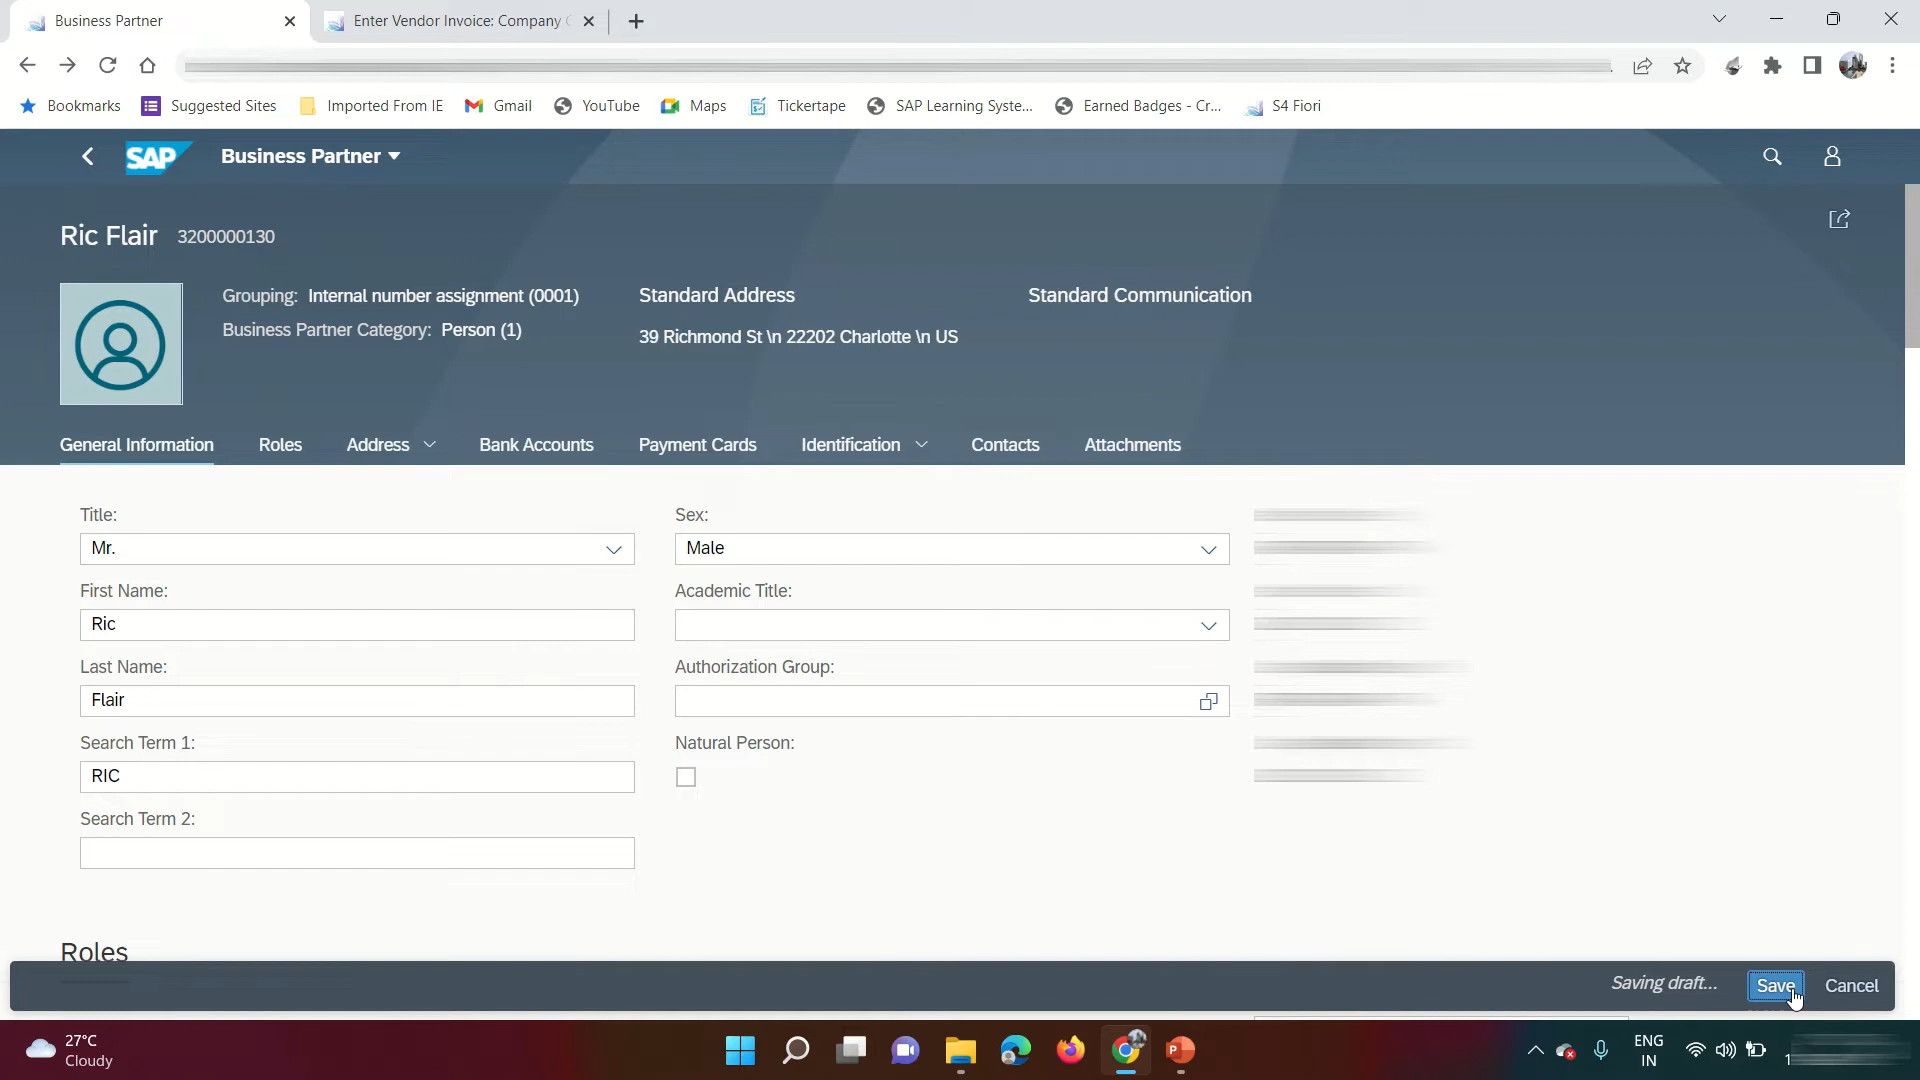 Business Partner
Enter Vendor Invoice: Company
Bookmarks
Suggested Sites
Imported From IE
Gmail
YouTube
Maps
Tickertape
SAP Learning Syste...
Earned Badges - Cr...
S4 Fiori
SAP
Business Partner
Ric Flair 3200000130
Grouping: Internal number assignment (0001)
Business Partner Category: Person (1)
Standard Address
39 Richmond St \n 22202 Charlotte \n US
Standard Communication
General Information
Roles
Address
Bank Accounts
Payment Cards
Identification
Contacts
Attachments
Title:
Mr.
First Name:
Ric
Last Name:
Flair
Search Term 1:
RIC
Search Term 2:
Sex:
Male
Academic Title:
Authorization Group:
Natural Person:
Roles
Saving draft...
Save
Cancel
27°C
Cloudy
ENG
IN